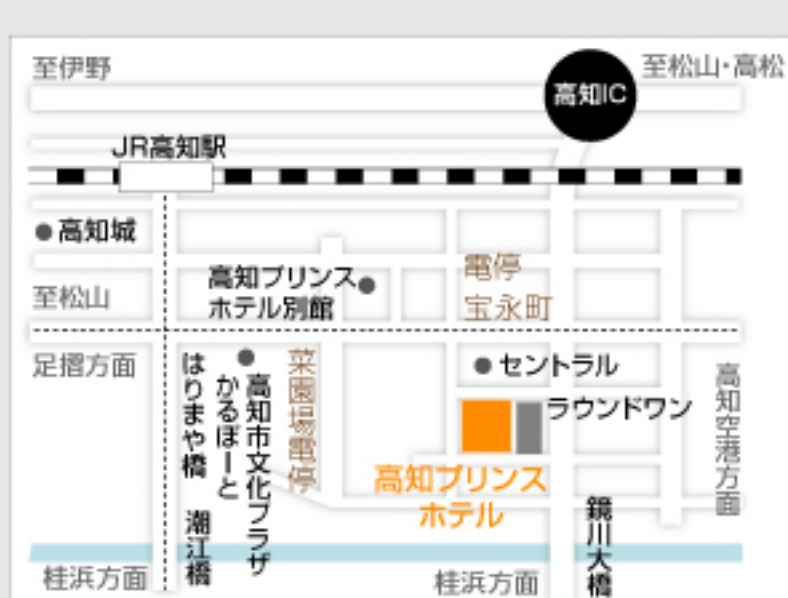 至伊野
高知IC
至松山・高松
JR高知駅
高知城
高知プリンス
ホテル別館
電停
宝永町
至松山
足摺方面
セントラル
ラウンドワン
高知空港方面
はりまや橋
高知市文化プラザ
かるぽーと
菜園場電停
高知プリンス
ホテル
潮江橋
鏡川大橋
桂浜方面
桂浜方面